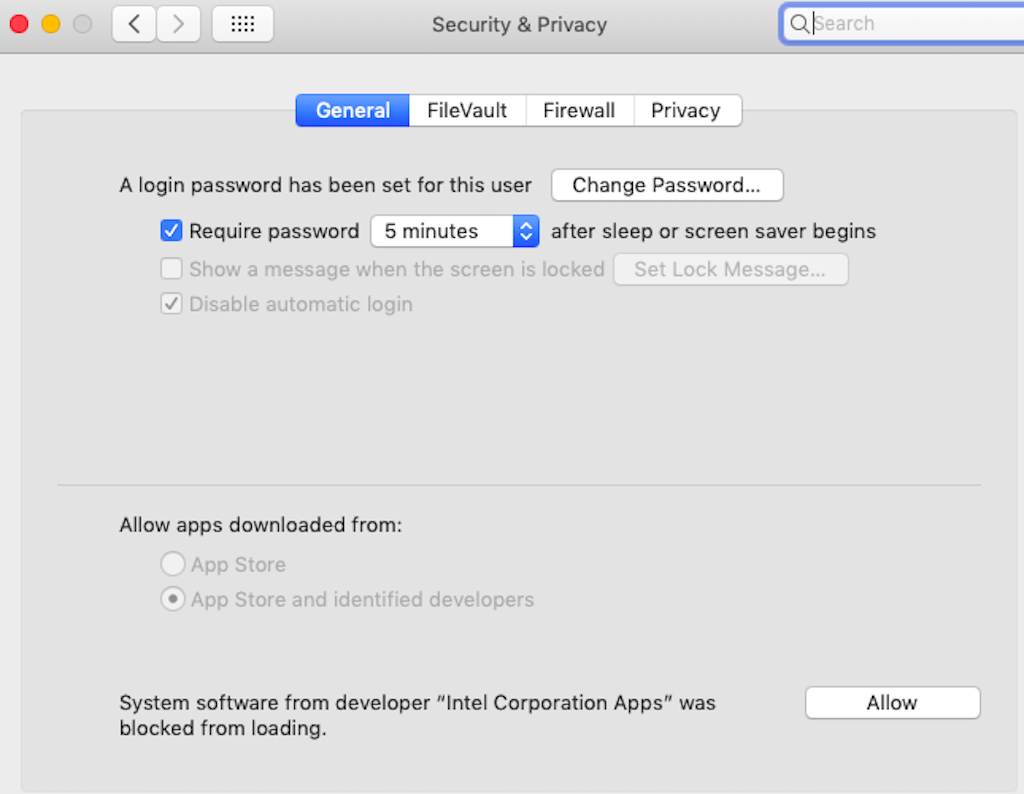 Security & Privacy
Search
General
FileVault
Firewall
Privacy
A login password has been set for this user
Change Password...
Require password
5 minutes
after sleep or screen saver begins
Show a message when the screen is locked
Set Lock Message...
Disable automatic login
Allow apps downloaded from:
App Store
App Store and identified developers
System software from developer “Intel Corporation Apps” was
blocked from loading.
Allow